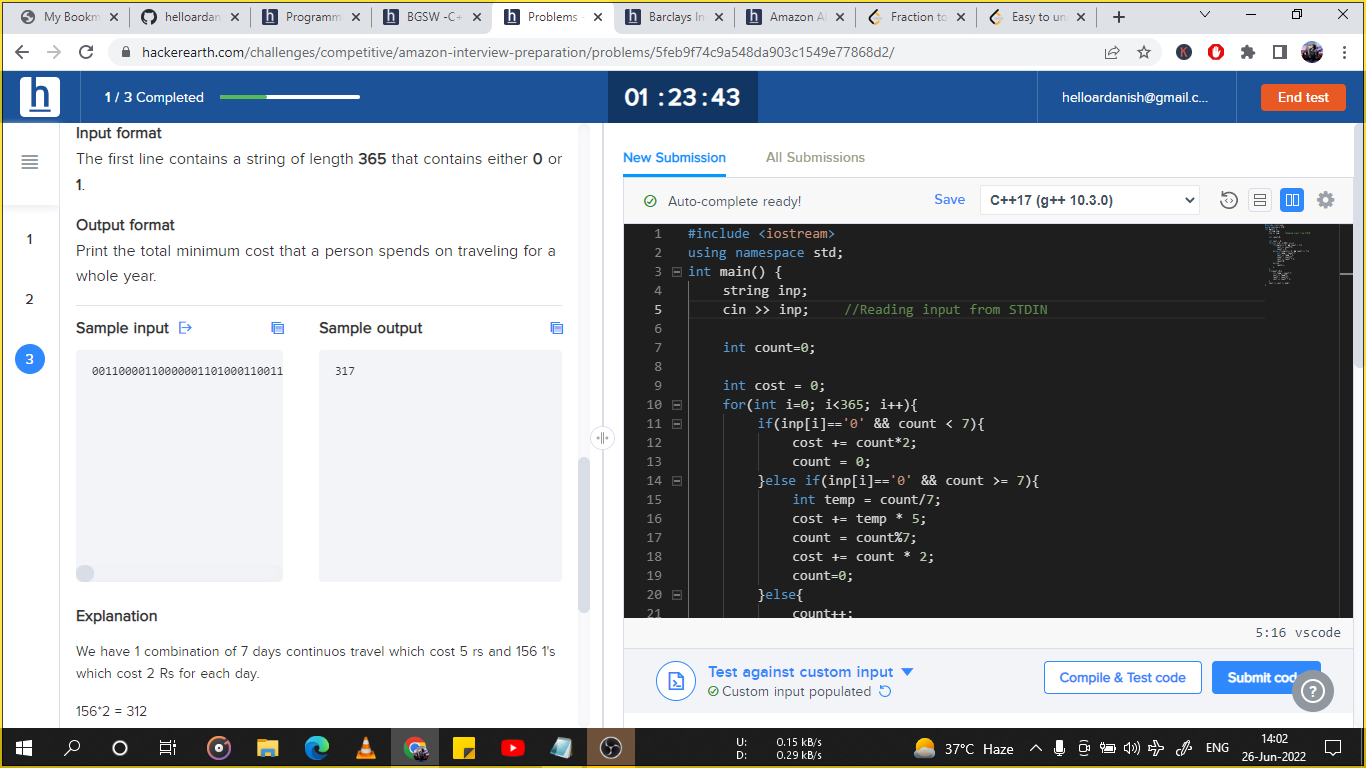 My Bookm
helloardan
Programm
BGSW -C+
Problems
Barclays In
Amazon A
Fraction to
Easy to un
hackerearth.com/challenges/competitive/amazon-interview-preparation/problems/5feb9f74c9a548da903c1549e77868d2/
h
1 / 3 Completed
01 :23:43
helloardanish@gmail.c...
End test
1
2
3
Input format
The first line contains a string of length 365 that contains either 0 or
1.
Output format
Print the total minimum cost that a person spends on traveling for a
whole year.
Sample input
Sample output
00110000110000001101000110011
317
Explanation
We have 1 combination of 7 days continuos travel which cost 5 rs and 156 1's
which cost 2 Rs for each day.
156*2 = 312
New Submission
All Submissions
Auto-complete ready!
Save
C++17 (g++ 10.3.0)
1 #include <iostream>
2 using namespace std;
3 int main() {
4 string inp;
5 cin >> inp; //Reading input from STDIN
6
7 int count=0;
8
9 int cost = 0;
10 for(int i=0; i<365; i++){
11 if(inp[i]=='0' && count < 7){
12 cost += count*2;
13 count = 0;
14 }else if(inp[i]=='0' && count >= 7){
15 int temp = count/7;
16 cost += temp * 5;
17 count = count%7;
18 cost += count * 2;
19 count=0;
20 }else{
21 count++;
5:16 vscode
Test against custom input
Custom input populated
Compile & Test code
Submit cod
?
U: 0.15 kB/s
D: 0.29 kB/s
37°C Haze
ENG
14:02
26-Jun-2022